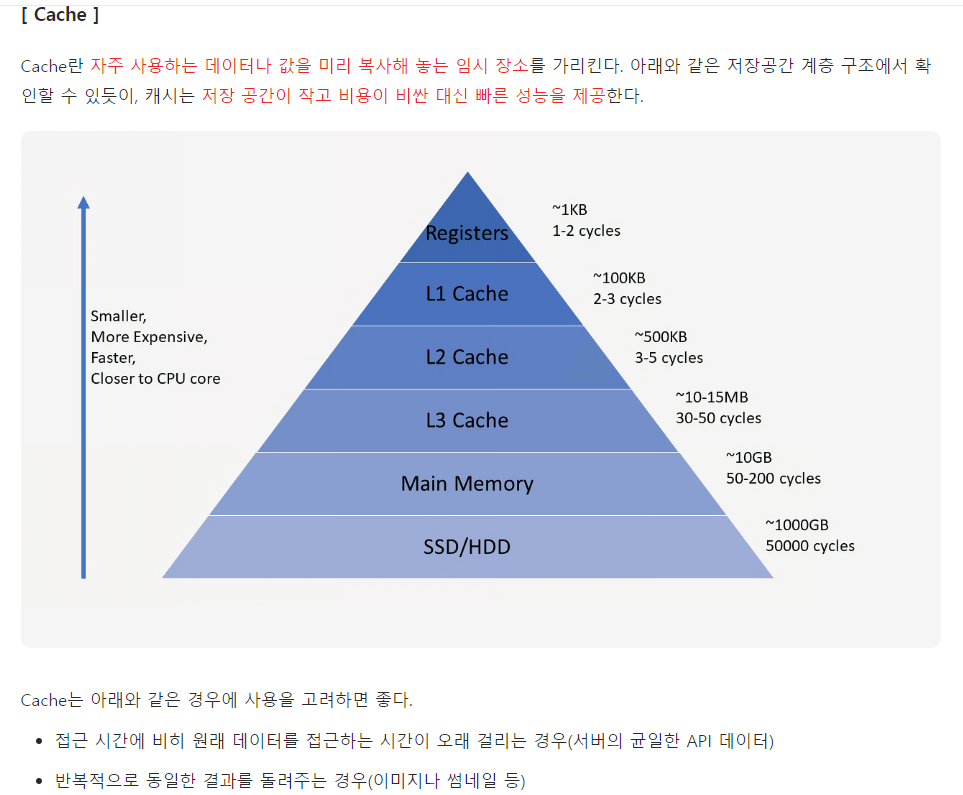 [ Cache ]
Cache란 자주 사용하는 데이터나 값을 미리 복사해 놓는 임시 장소를 가리킨다. 아래와 같은 저장공간 계층 구조에서 확
인할 수 있듯이, 캐시는 저장 공간이 작고 비용이 비싼 대신 빠른 성능을 제공한다.
Registers
~1KB
1-2 cycles
L1 Cache
~100KB
2-3 cycles
Smaller,
More Expensive,
Faster,
Closer to CPU core
L2 Cache
~500KB
3-5 cycles
L3 Cache
~10-15MB
30-50 cycles
Main Memory
~10GB
50-200 cycles
SSD/HDD
~1000GB
50000 cycles
Cache는 아래와 같은 경우에 사용을 고려하면 좋다.
• 접근 시간에 비히 원래 데이터를 접근하는 시간이 오래 걸리는 경우(서버의 균일한 API 데이터)
• 반복적으로 동일한 결과를 돌려주는 경우(이미지나 썸네일 등)